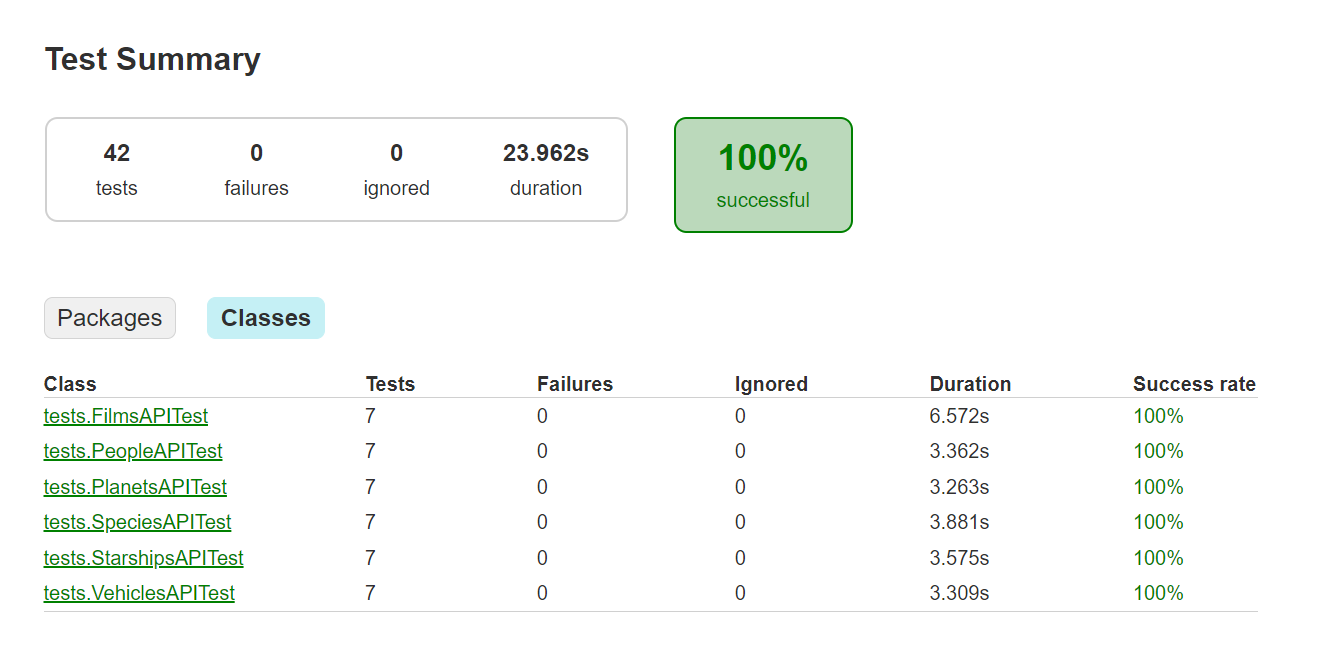 Test Summary
42 0 0 23.962s
tests failures ignored duration
100%
successful
Packages Classes
Class Tests Failures Ignored Duration Success rate
tests.FilmsAPITest 7 0 0 6.572s 100%
tests.PeopleAPITest 7 0 0 3.362s 100%
tests.PlanetsAPITest 7 0 0 3.263s 100%
tests.SpeciesAPITest 7 0 0 3.881s 100%
tests.StarshipsAPITest 7 0 0 3.575s 100%
tests.VehiclesAPITest 7 0 0 3.309s 100%